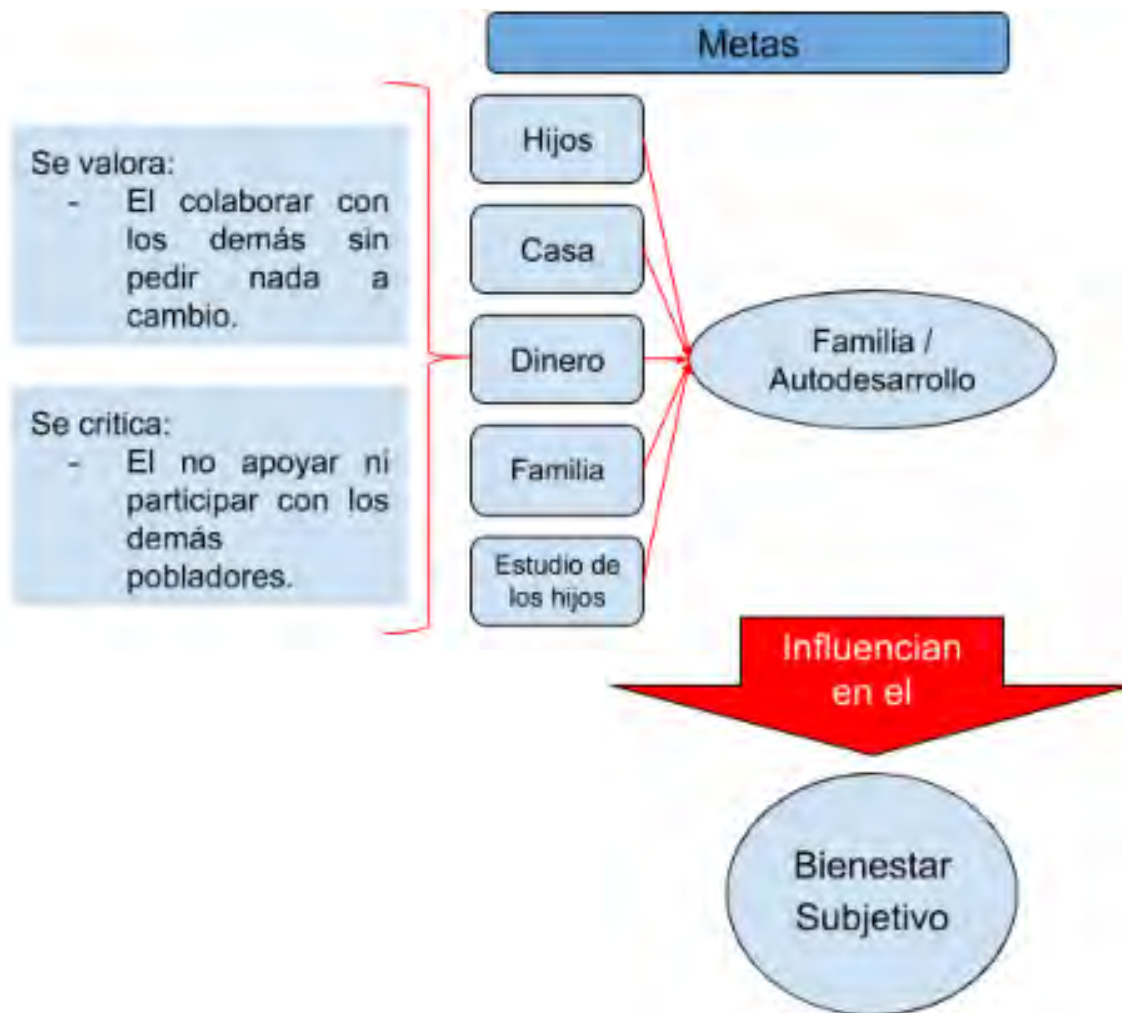 Metas
Se valora:
- El colaborar con
los demás sin
pedir nada a
cambio.
Se critica:
- El no apoyar ni
participar con los
demás
pobladores.
Hijos
Casa
Dinero
Familia
Estudio de
los hijos
Familia /
Autodesarrollo
Influencian
en el
Bienestar
Subjetivo